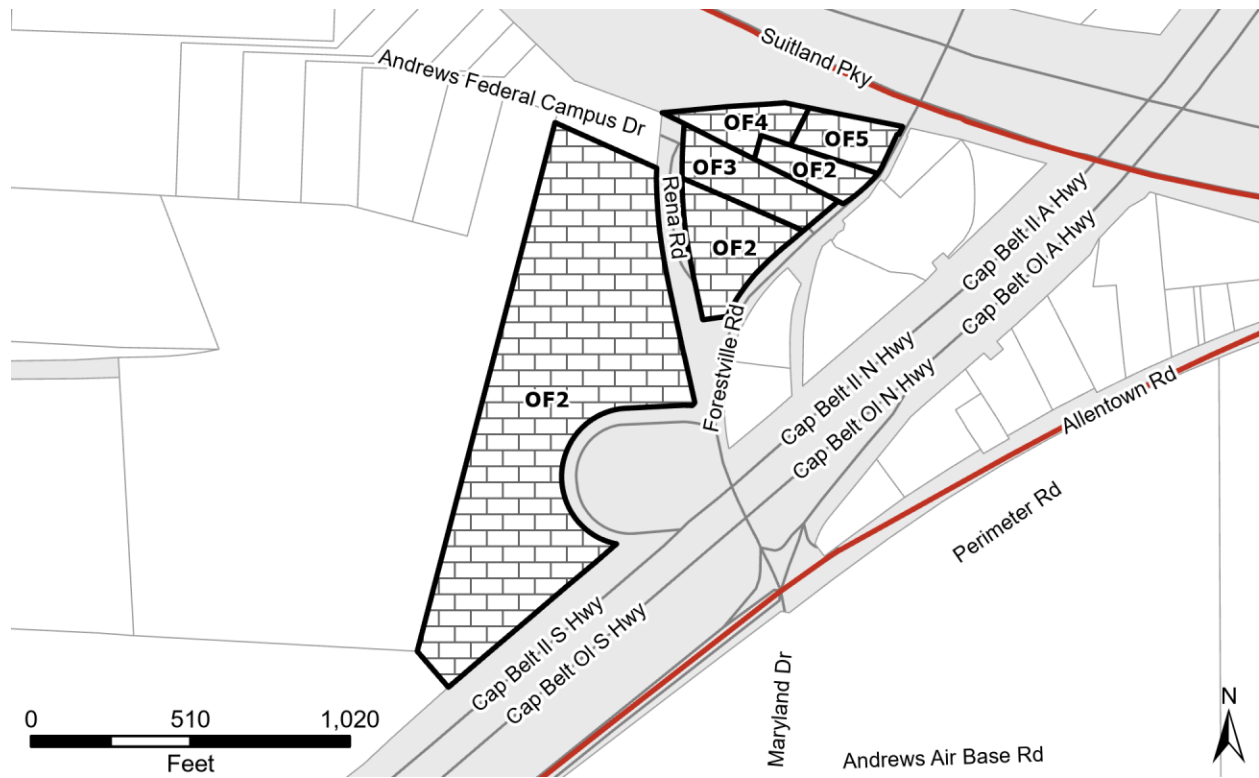 Suitland Pky
Andrews Federal Campus Dr
OF4
OF5
OF3
OF2
Rena Rd
OF2
Cap Belt II A Hwy
Cap Belt OI A Hwy
Forestville Rd
Cap Belt II N Hwy
Cap Belt OI N Hwy
OF2
Allentown Rd
Perimeter Rd
Cap Belt II S Hwy
Cap Belt OI S Hwy
Maryland Dr
0 510 1,020
Feet
Andrews Air Base Rd
N